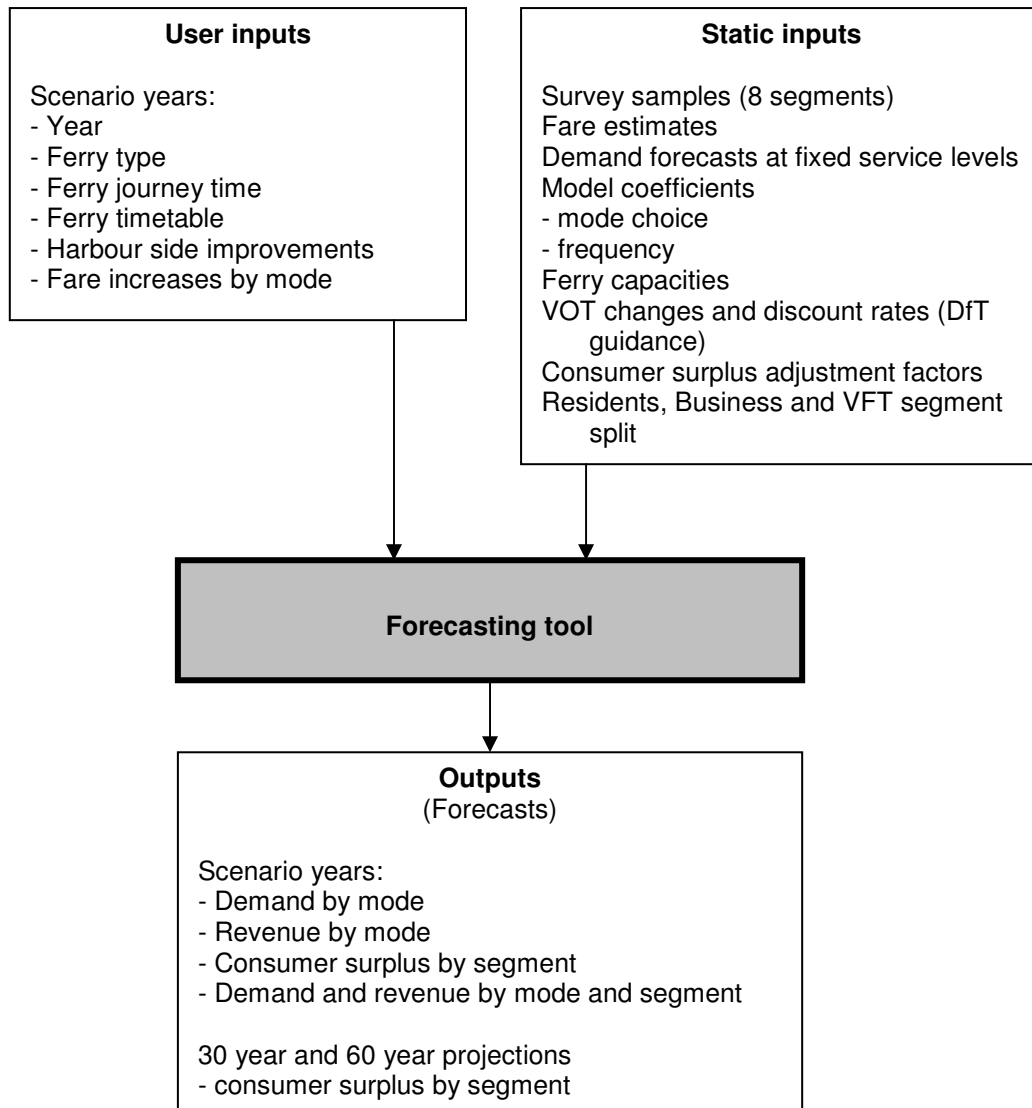 User inputs
Scenario years:
- Year
- Ferry type
- Ferry journey time
- Ferry timetable
- Harbour side improvements
- Fare increases by mode
Static inputs
Survey samples (8 segments)
Fare estimates
Demand forecasts at fixed service levels
Model coefficients
- mode choice
- frequency
Ferry capacities
VOT changes and discount rates (DfT
guidance)
Consumer surplus adjustment factors
Residents, Business and VFT segment
split
Forecasting tool
Outputs
(Forecasts)
Scenario years:
- Demand by mode
- Revenue by mode
- Consumer surplus by segment
- Demand and revenue by mode and segment
30 year and 60 year projections
- consumer surplus by segment